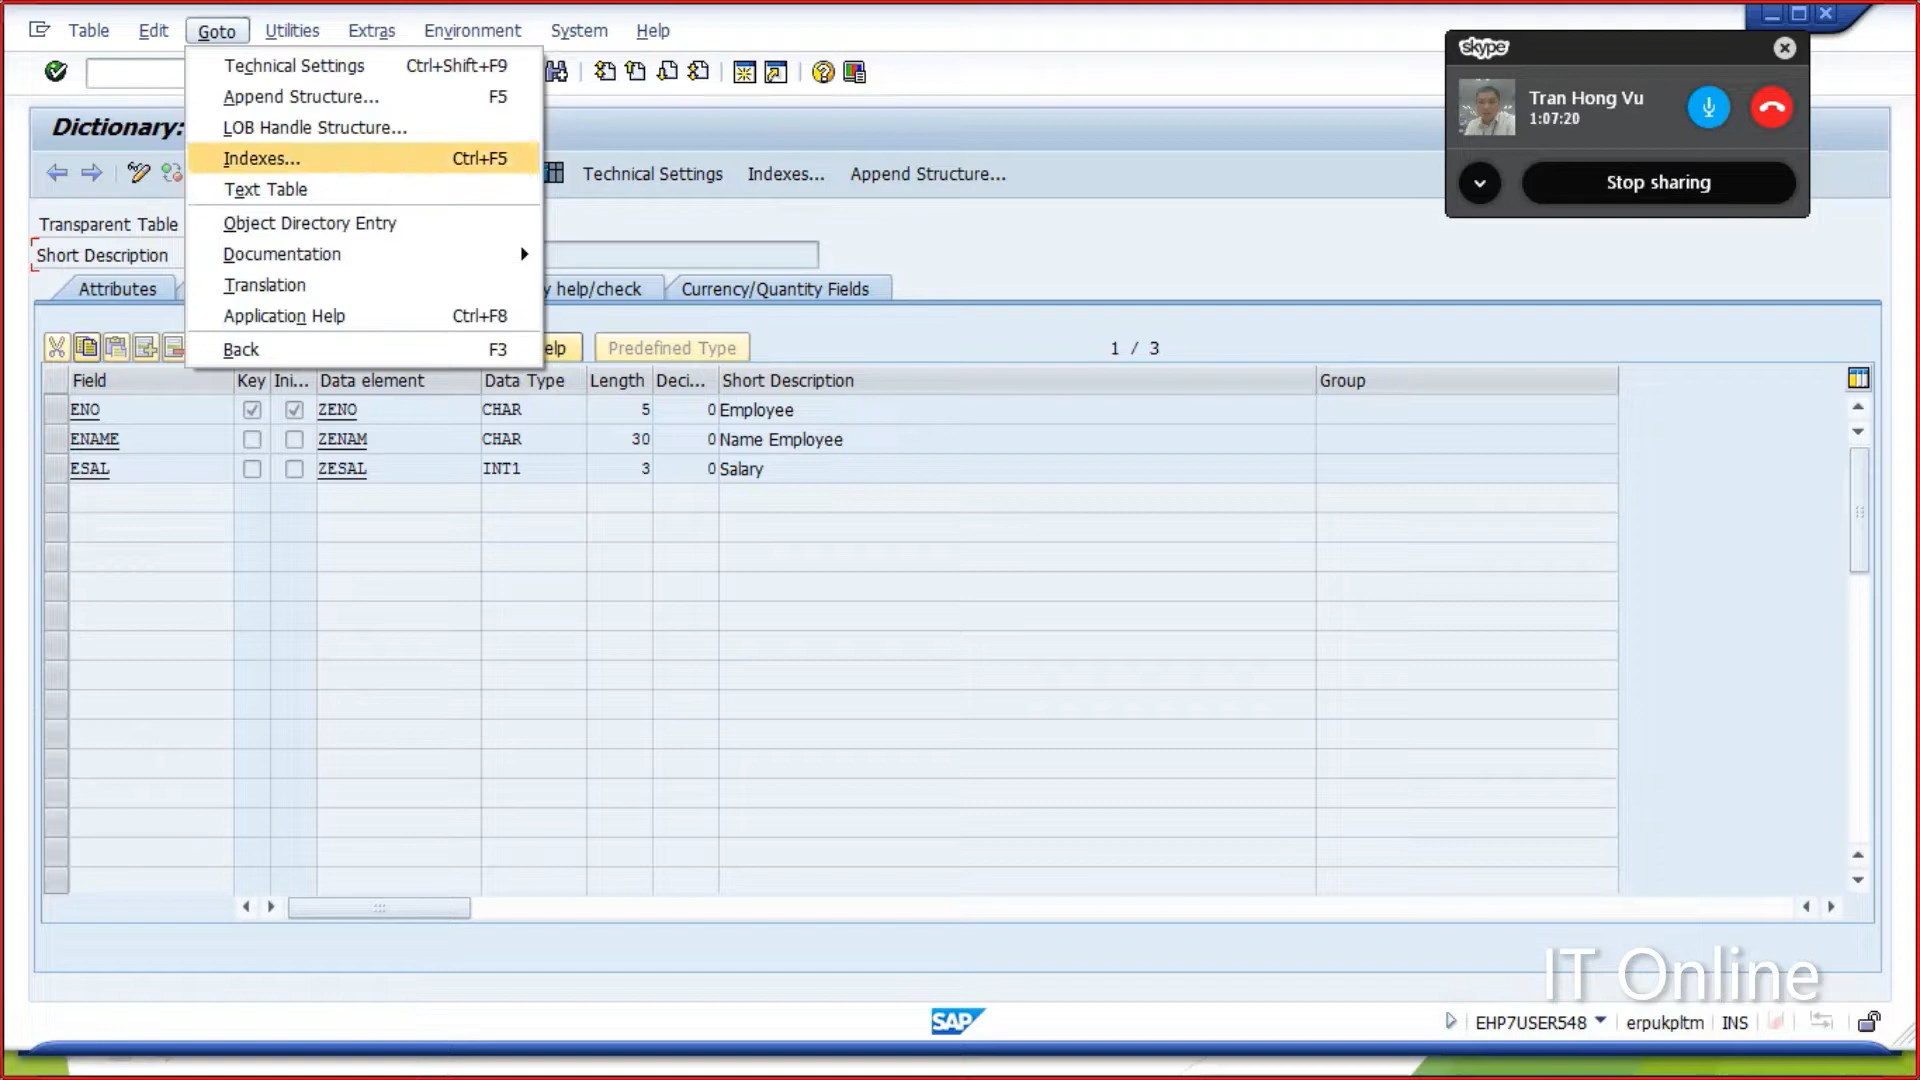 Table Edit Goto Utilities Extras Environment System Help
Technical Settings Ctrl+Shift+F9
Append Structure... F5
LOB Handle Structure...
Indexes... Ctrl+F5
Text Table
Object Directory Entry
Documentation
Translation
Application Help Ctrl+F8
Back F3
skype
Tran Hong Vu
1:07:20
Stop sharing
Dictionary:
Technical Settings Indexes... Append Structure...
Transparent Table
Short Description
Attributes y help/check Currency/Quantity Fields
elp Predefined Type 1 / 3
Field Key Ini... Data element Data Type Length Deci... Short Description Group
ENO ZENO CHAR 5 0 Employee
ENAME ZENAM CHAR 30 0 Name Employee
ESAL ZESAL INT1 3 0 Salary
IT Online
SAP EHP7USER548 erpukpltm INS